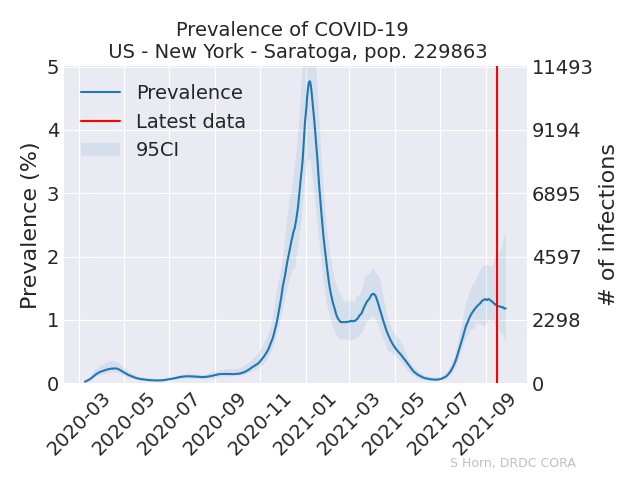 Prevalence of COVID-19
US - New York - Saratoga, pop. 229863
Prevalence (%)
5
4
3
2
1
0
11493
9194
6895
4597
2298
0
# of infections
Prevalence
Latest data
95CI
2020-03
2020-05
2020-07
2020-09
2020-11
2021-01
2021-03
2021-05
2021-07
2021-09
S Horn, DRDC CORA